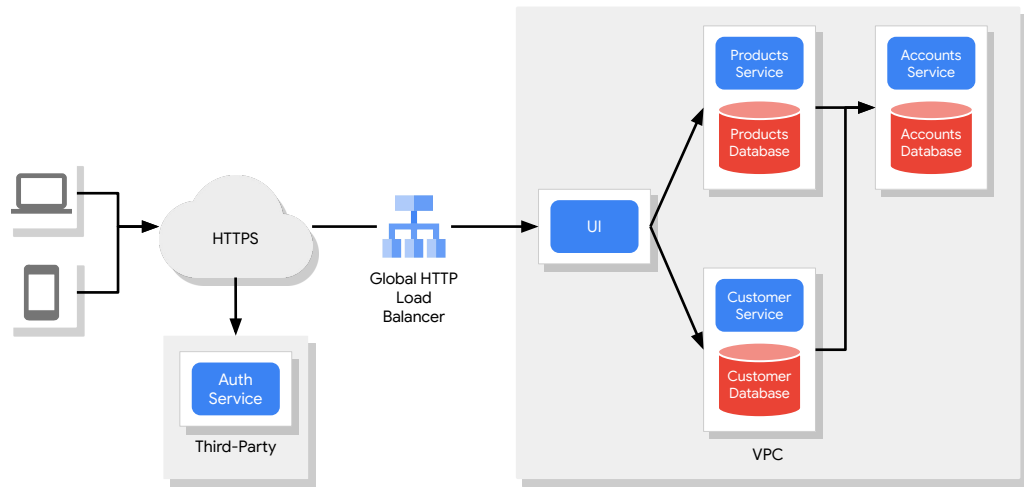 HTTPS
Global HTTP
Load
Balancer
Auth
Service
Third-Party
UI
Products
Service
Products
Database
Accounts
Service
Accounts
Database
Customer
Service
Customer
Database
VPC